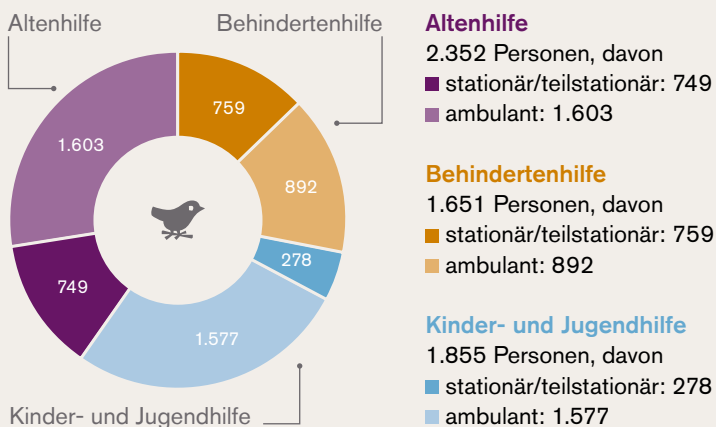 Altenhilfe
Behindertenhilfe
759
1.603
892
278
749
1.577
Kinder- und Jugendhilfe
Altenhilfe
2.352 Personen, davon
stationär/teilstationär: 749
ambulant: 1.603
Behindertenhilfe
1.651 Personen, davon
stationär/teilstationär: 759
ambulant: 892
Kinder- und Jugendhilfe
1.855 Personen, davon
stationär/teilstationär: 278
ambulant: 1.577